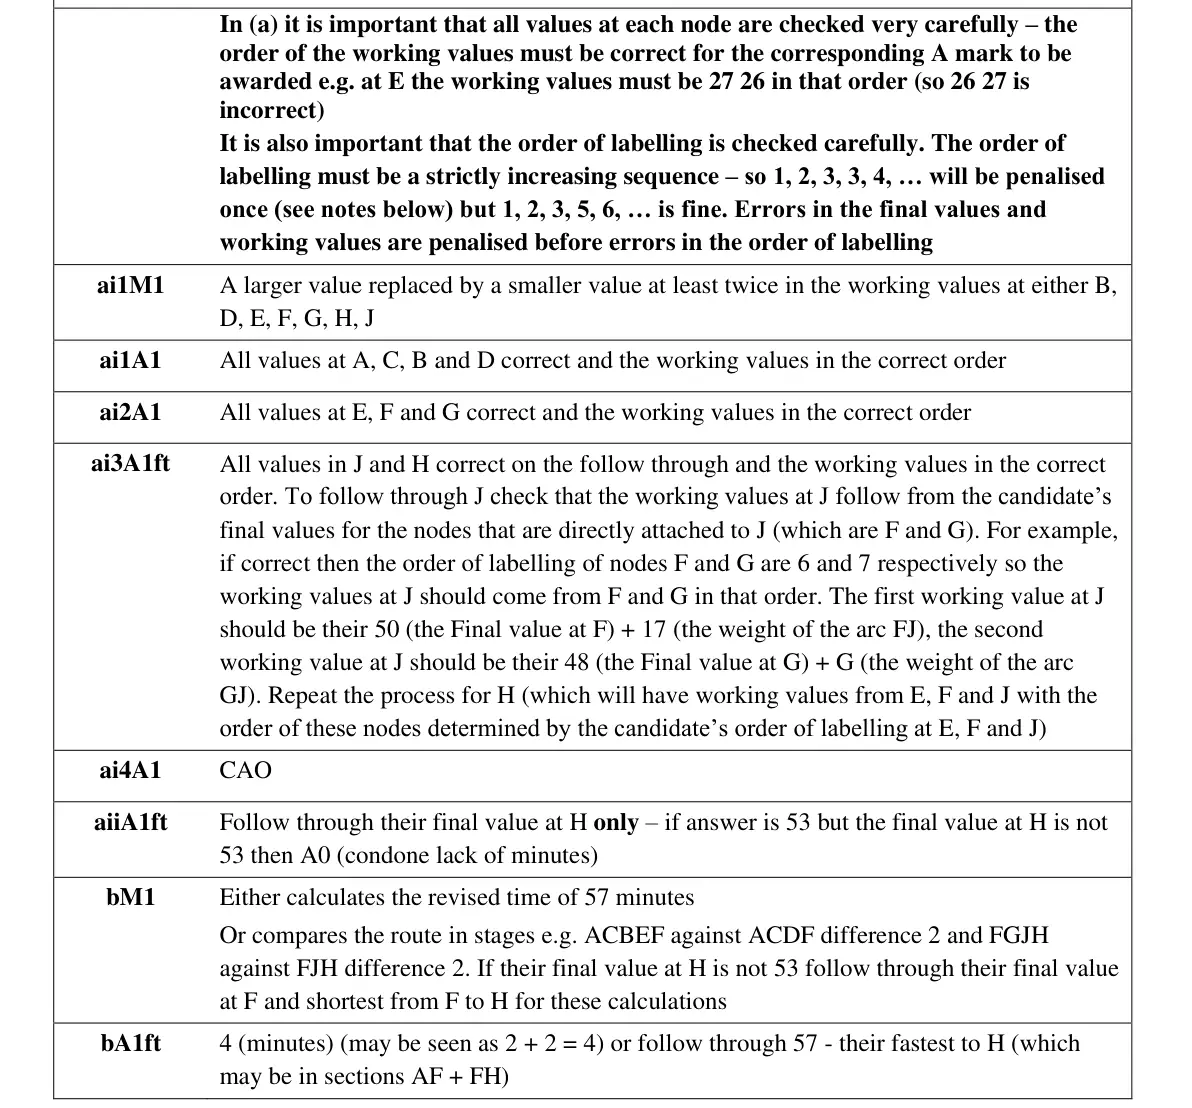 In (a) it is important that all values at each node are checked very carefully – the
order of the working values must be correct for the corresponding A mark to be
awarded e.g. at E the working values must be 27 26 in that order (so 26 27 is
incorrect)
It is also important that the order of labelling is checked carefully. The order of
labelling must be a strictly increasing sequence – so 1, 2, 3, 3, 4, … will be penalised
once (see notes below) but 1, 2, 3, 5, 6, … is fine. Errors in the final values and
working values are penalised before errors in the order of labelling
ai1M1 A larger value replaced by a smaller value at least twice in the working values at either B,
D, E, F, G, H, J
ai1A1 All values at A, C, B and D correct and the working values in the correct order
ai2A1 All values at E, F and G correct and the working values in the correct order
ai3A1ft All values in J and H correct on the follow through and the working values in the correct
order. To follow through J check that the working values at J follow from the candidate’s
final values for the nodes that are directly attached to J (which are F and G). For example,
if correct then the order of labelling of nodes F and G are 6 and 7 respectively so the
working values at J should come from F and G in that order. The first working value at J
should be their 50 (the Final value at F) + 17 (the weight of the arc FJ), the second
working value at J should be their 48 (the Final value at G) + G (the weight of the arc
GJ). Repeat the process for H (which will have working values from E, F and J with the
order of these nodes determined by the candidate’s order of labelling at E, F and J)
ai4A1 CAO
aiiA1ft Follow through their final value at H only – if answer is 53 but the final value at H is not
53 then A0 (condone lack of minutes)
bM1 Either calculates the revised time of 57 minutes
Or compares the route in stages e.g. ACBEF against ACDF difference 2 and FGJH
against FJH difference 2. If their final value at H is not 53 follow through their final value
at F and shortest from F to H for these calculations
bA1ft 4 (minutes) (may be seen as 2 + 2 = 4) or follow through 57 - their fastest to H (which
may be in sections AF + FH)